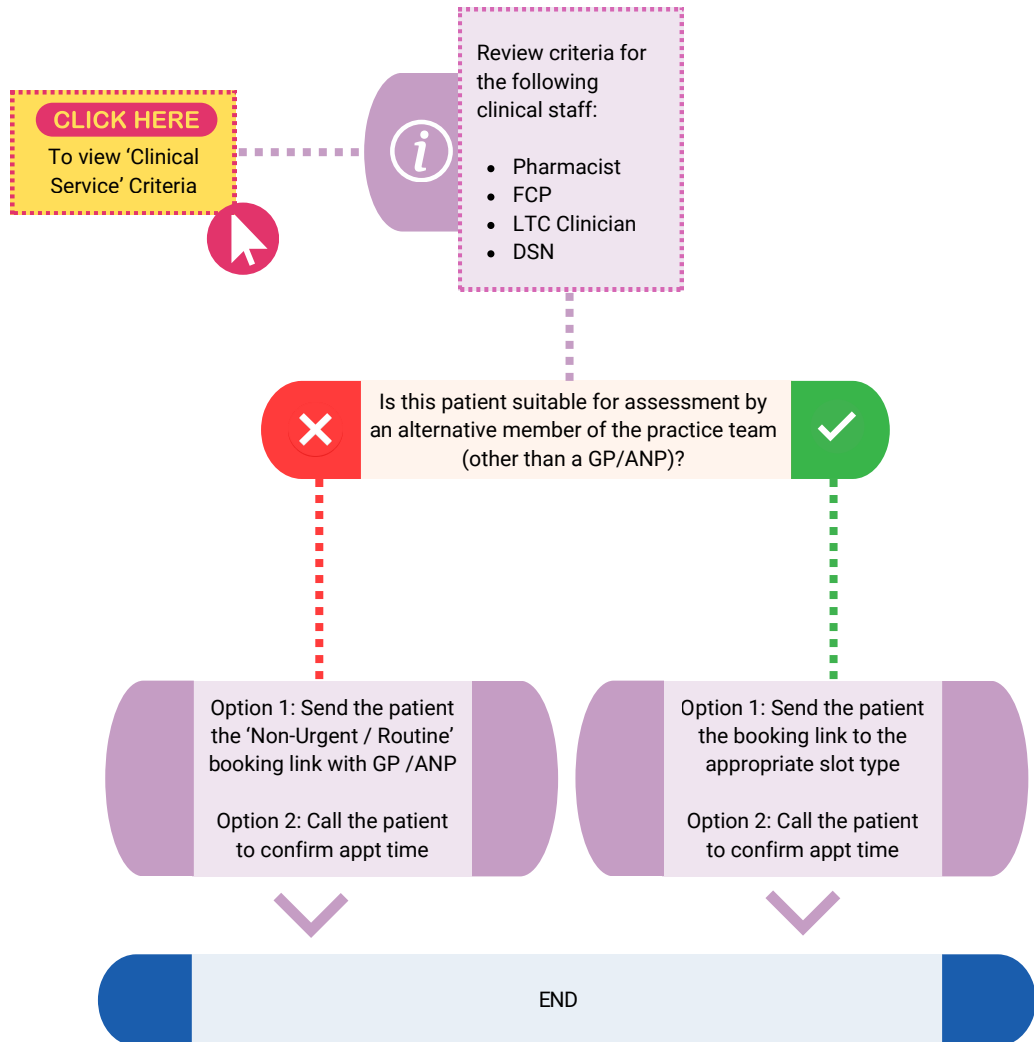 CLICK HERE
To view ‘Clinical
Service’ Criteria
Review criteria for
the following
clinical staff:
• Pharmacist
• FCP
• LTC Clinician
• DSN
Is this patient suitable for assessment by
an alternative member of the practice team
(other than a GP/ANP)?
Option 1: Send the patient
the ‘Non-Urgent / Routine’
booking link with GP /ANP
Option 2: Call the patient
to confirm appt time
Option 1: Send the patient
the booking link to the
appropriate slot type
Option 2: Call the patient
to confirm appt time
END